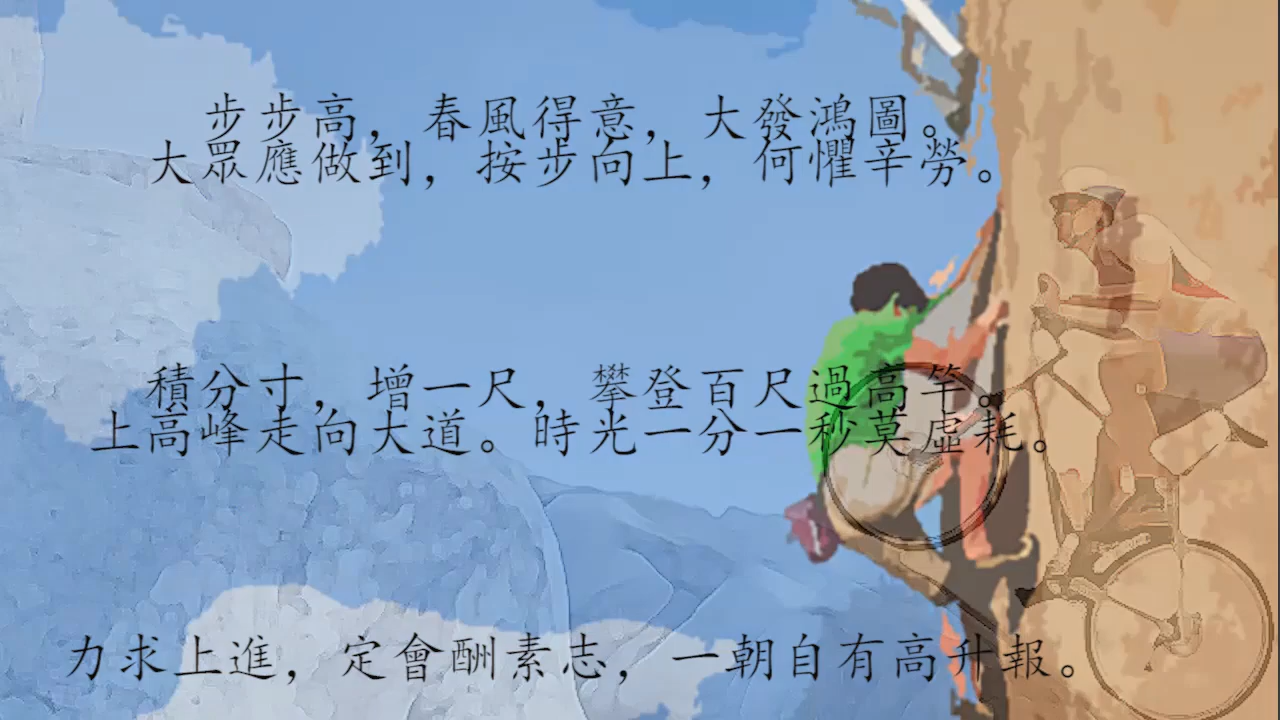 步步高，春風得意，大發鴻圖。
大眾應做到，按步向上，何懼辛勞。
積分寸，增一尺，攀登百尺過高竿。
上高峰走向大道。時光一分一秒莫虛耗。
力求上進，定會酬素志，一朝自有高升報。